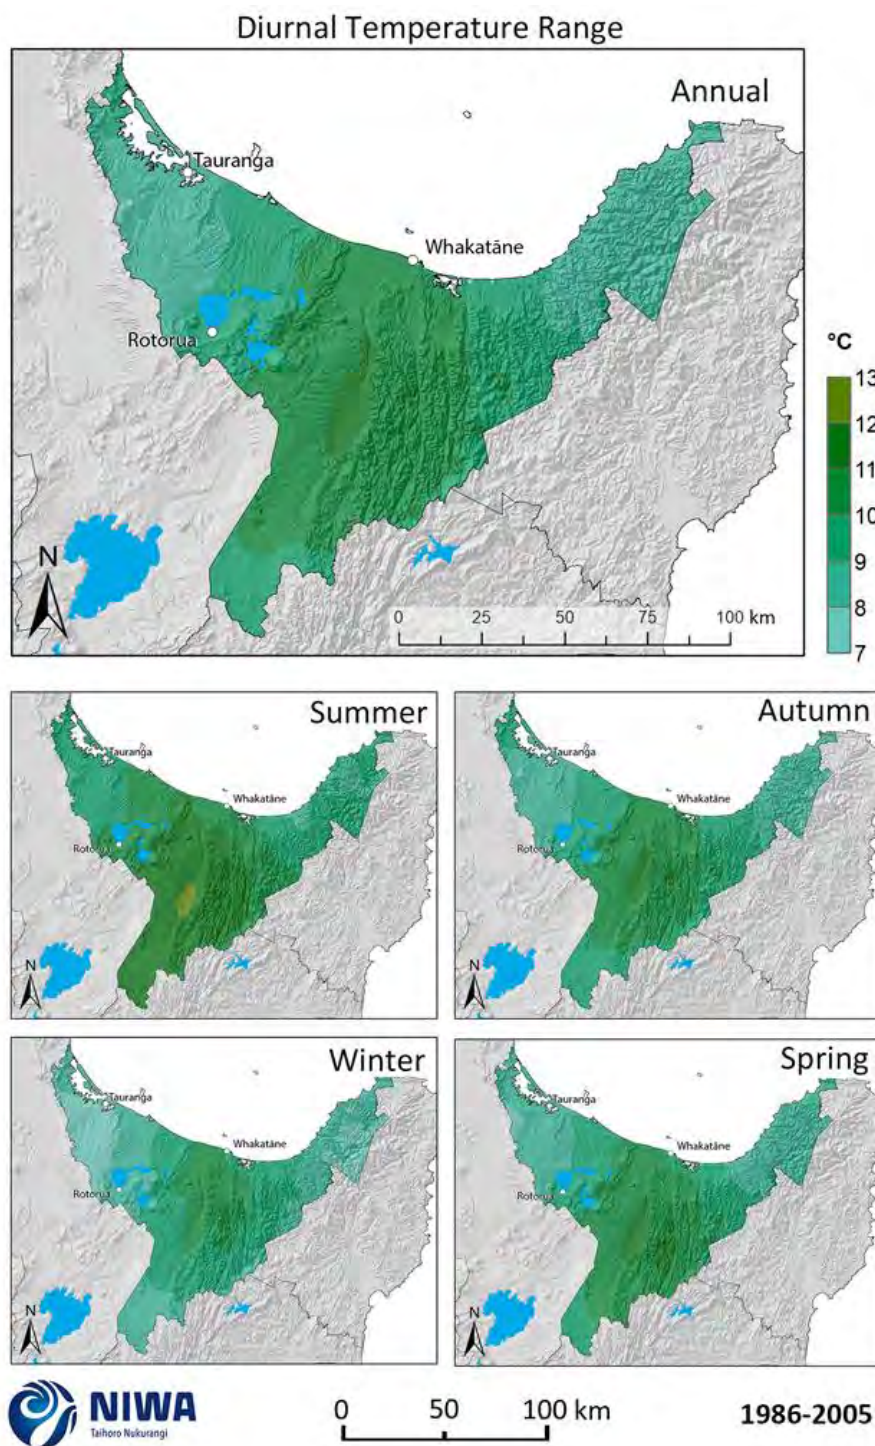 Diurnal Temperature Range
Annual
Tauranga
Whakatāne
Rotorua
°C
13
12
11
10
9
8
7
N
0 25 50 75 100 km
Summer
Tauranga
Whakatāne
Rotorua
N
Autumn
Tauranga
Whakatāne
Rotorua
N
Winter
Tauranga
Whakatāne
Rotorua
N
Spring
Tauranga
Whakatāne
Rotorua
N
NIWA
Taihoro Nukurangi
0 50 100 km
1986-2005